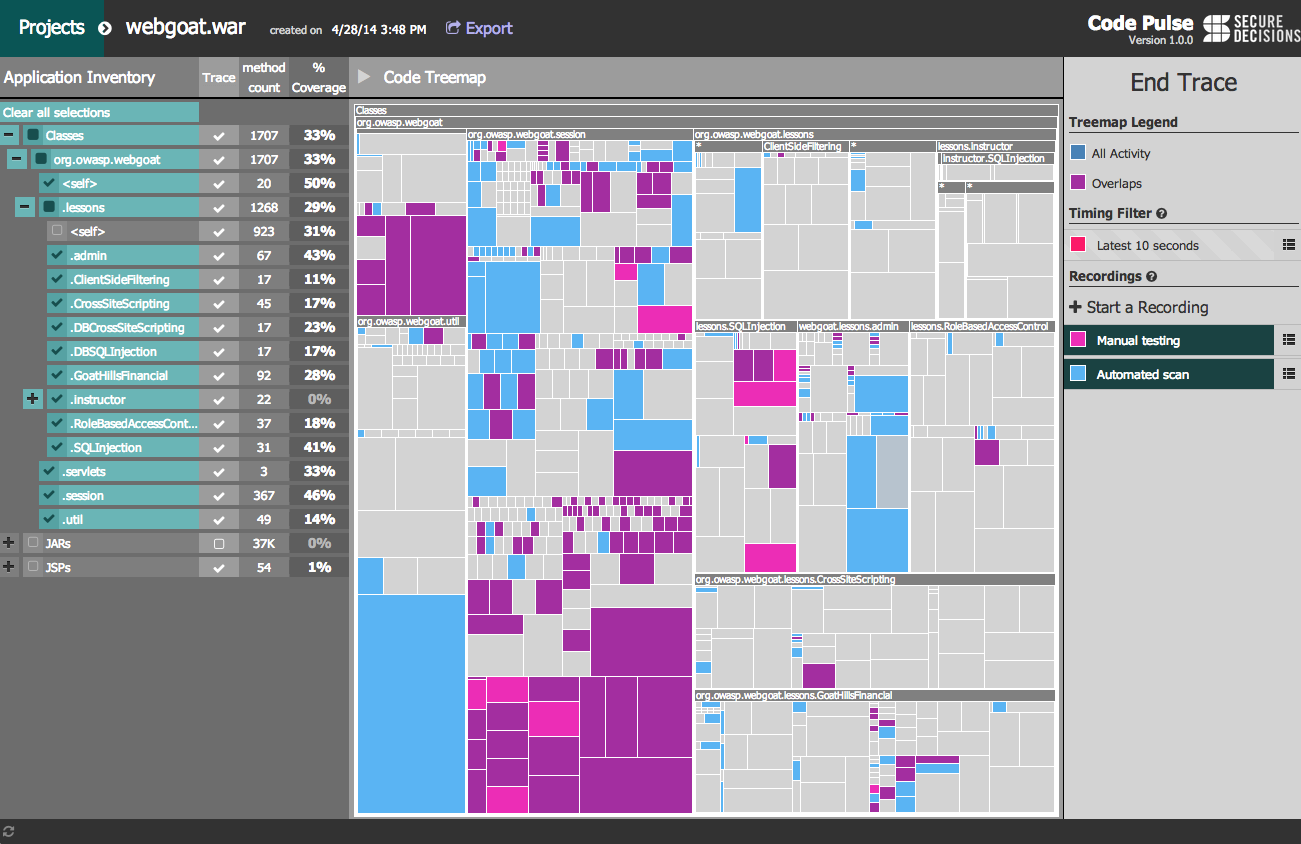 Projects
webgoat.war
created on 4/28/14 3:48 PM
Export
Code Pulse
Version 1.0.0
SECURE
DECISIONS
Application Inventory
Trace
method
count
%
Coverage
Code Treemap
End Trace
Clear all selections
Classes 1707 33%
org.owasp.webgoat 1707 33%
<self> 20 50%
.lessons 1268 29%
<self> 923 31%
.admin 67 43%
.ClientSideFiltering 17 11%
.CrossSiteScripting 45 17%
.DBCrossSiteScripting 17 23%
.DBSQLInjection 17 17%
.GoatHillsFinancial 92 28%
.instructor 22 0%
.RoleBasedAccessCont... 37 18%
.SQLInjection 31 41%
.servlets 3 33%
.session 367 46%
.util 49 14%
JARs 37K 0%
JSPs 54 1%
Classes
org.owasp.webgoat
org.owasp.webgoat.session
org.owasp.webgoat.lessons
*
ClientSideFiltering
*
lessons.instructor
instructor.SQLInjection
*
*
org.owasp.webgoat.util
lessons.SQLInjection
webgoat.lessons.admin
lessons.RoleBasedAccessControl
org.owasp.webgoat.lessons.CrossSiteScripting
org.owasp.webgoat.lessons.GoatHillsFinancial
Treemap Legend
All Activity
Overlaps
Timing Filter
Latest 10 seconds
Recordings
Start a Recording
Manual testing
Automated scan